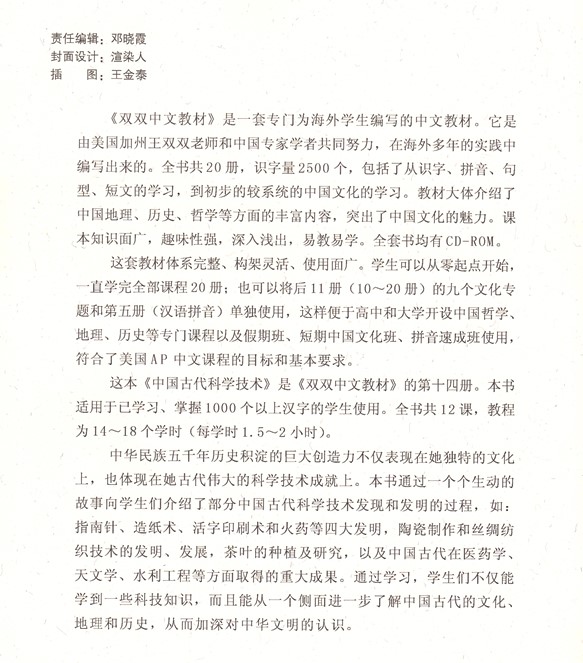 责任编辑：邓晓霞
封面设计：渲染人
插　　图：王金泰
《双双中文教材》是一套专门为海外学生编写的中文教材。它是
由美国加州王双双老师和中国专家学者共同努力，在海外多年的实践中
编写出来的。全书共20册，识字量2500个，包括了从识字、拼音、句
型、短文的学习，到初步的较系统的中国文化的学习。教材大体介绍了
中国地理、历史、哲学等方面的丰富内容，突出了中国文化的魅力。课
本知识面广，趣味性强，深入浅出，易教易学。全套书均有CD-ROM。
这套教材体系完整、构架灵活、使用面广。学生可以从零起点开始，
一直学完全部课程20册；也可以将后11册（10～20册）的九个文化专
题和第五册（汉语拼音）单独使用，这样便于高中和大学开设中国哲学、
地理、历史等专门课程以及假期班、短期中国文化班、拼音速成班使用，
符合了美国AP中文课程的目标和基本要求。
这本《中国古代科学技术》是《双双中文教材》的第十四册。本书
适用于已学习、掌握1000个以上汉字的学生使用。全书共12课，教程
为14～18个学时（每学时1.5～2小时）。
中华民族五千年历史积淀的巨大创造力不仅表现在她独特的文化
上，也体现在她古代伟大的科学技术成就上。本书通过一个个生动的
故事向学生们介绍了部分中国古代科学技术发现和发明的过程，如：
指南针、造纸术、活字印刷术和火药等四大发明，陶瓷制作和丝绸纺
织技术的发明、发展，茶叶的种植及研究，以及中国古代在医药学、
天文学、水利工程等方面取得的重大成果。通过学习，学生们不仅能
学到一些科技知识，而且能从一个侧面进一步了解中国古代的文化、
地理和历史，从而加深对中华文明的认识。